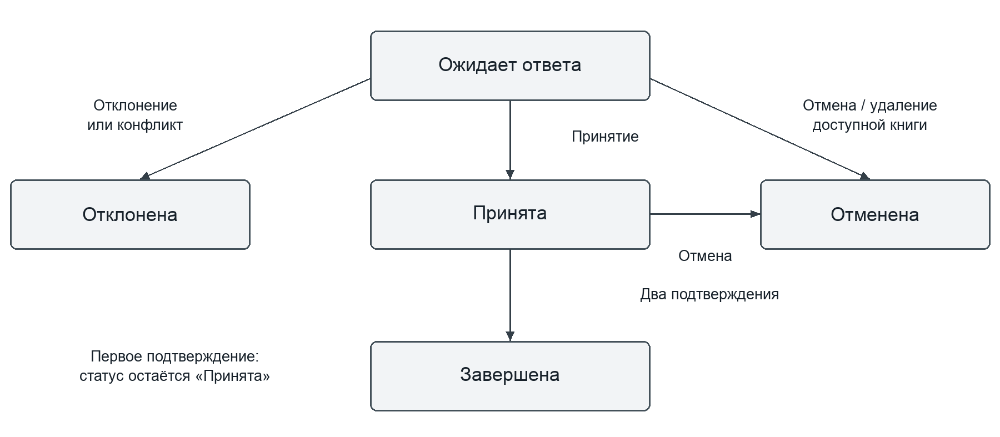 Ожидает ответа
Отклонение
или конфликт
Отмена / удаление
доступной книги
Принятие
Отклонена
Принята
Отменена
Отмена
Два подтверждения
Первое подтверждение:
статус остаётся «Принята»
Завершена